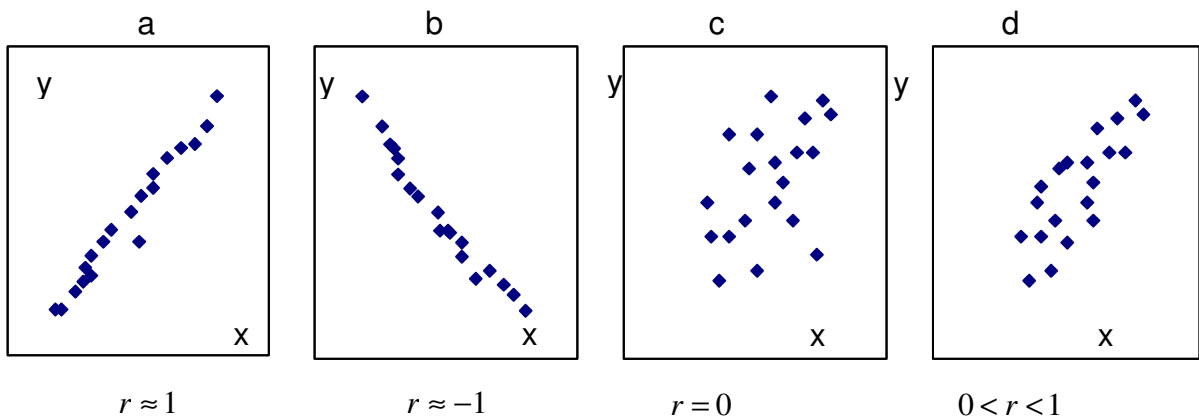 a b c d
y y y y
x x x x
r ≈ 1 r ≈ −1 r = 0 0 < r < 1